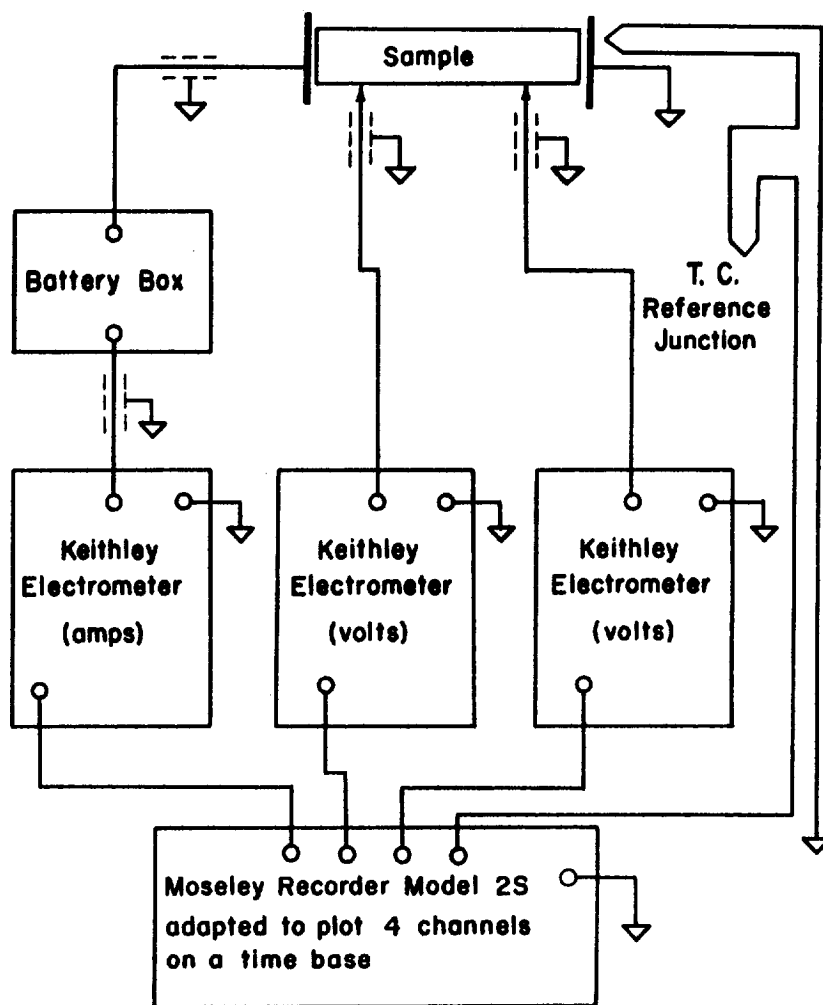 Sample
Battery Box
T. C.
Reference
Junction
Keithley
Electrometer
(amps)
Keithley
Electrometer
(volts)
Keithley
Electrometer
(volts)
Moseley Recorder Model 2S
adapted to plot 4 channels
on a time base